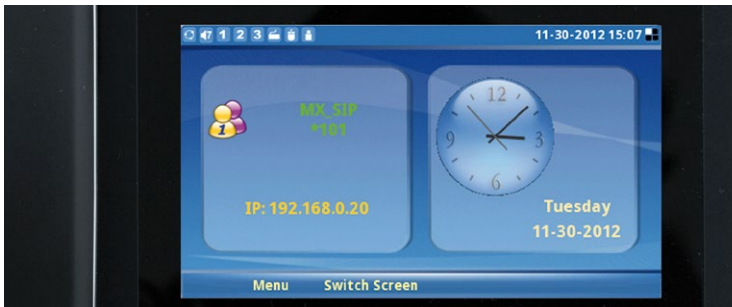 1 2 3
11-30-2012 15:07
1
MX_SIP
*101
IP: 192.168.0.20
12
9
3
6
Tuesday
11-30-2012
Menu Switch Screen